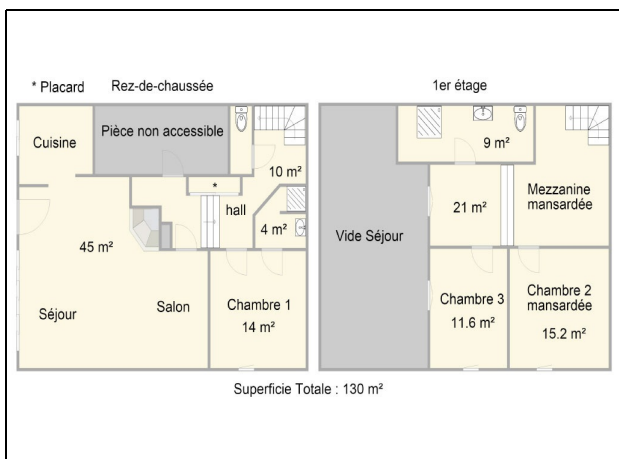 * Placard Rez-de-chaussée
1er étage
Cuisine
Pièce non accessible
10 m²
*
hall
4 m²
45 m²
Séjour
Salon
Chambre 1
14 m²
9 m²
21 m²
Mezzanine
mansardée
Vide Séjour
Chambre 3
11.6 m²
Chambre 2
mansardée
15.2 m²
Superficie Totale : 130 m²